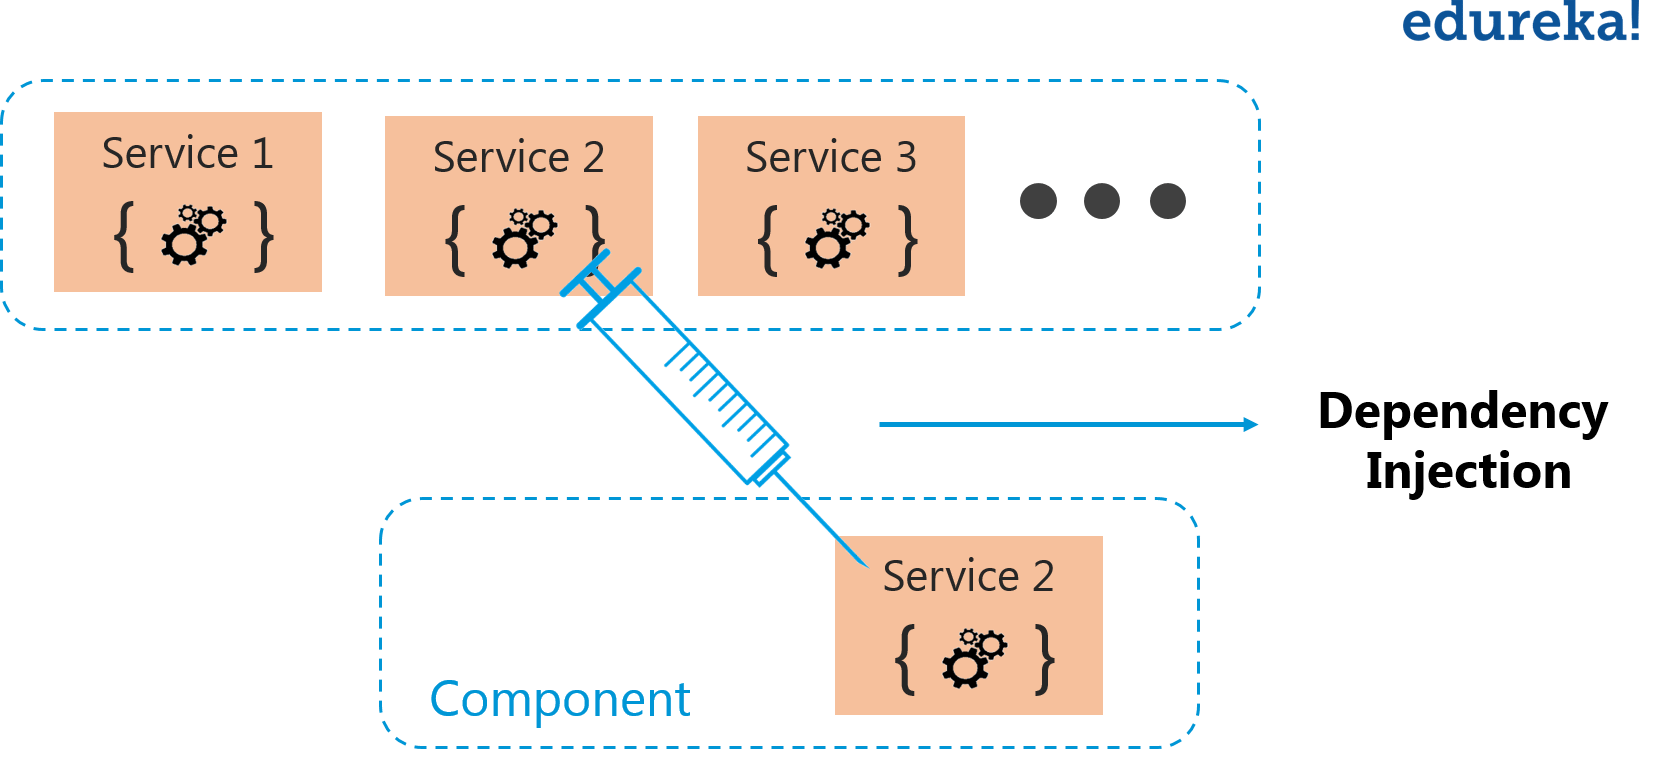 edureka!
Service 1
{ }
Service 2
{ }
Service 3
{ }
Dependency
Injection
Service 2
{ }
Component